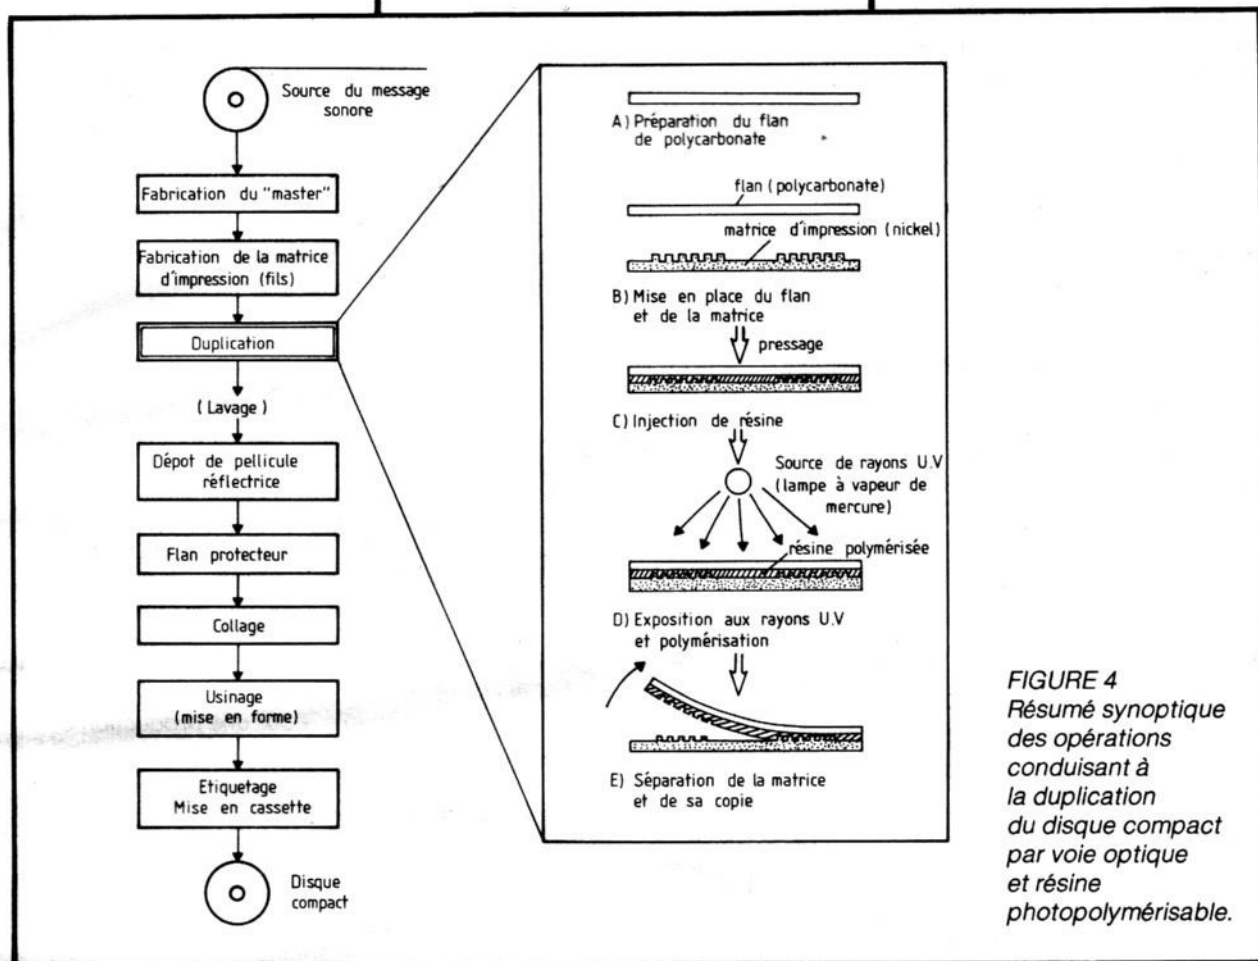 Source du message
sonore
Fabrication du "master"
Fabrication de la matrice
d'impression (fils)
Duplication
(Lavage)
Dépot de pellicule
réflectrice
Flan protecteur
Collage
Usinage
(mise en forme)
Etiquetage
Mise en cassette
Disque
compact
A) Préparation du flan
de polycarbonate
flan (polycarbonate)
matrice d'impression (nickel)
B) Mise en place du flan
et de la matrice
pressage
C) Injection de résine
Source de rayons U.V
(lampe à vapeur de
mercure)
résine polymérisée
D) Exposition aux rayons U.V
et polymérisation
E) Séparation de la matrice
et de sa copie
FIGURE 4
Résumé synoptique
des opérations
conduisant à
la duplication
du disque compact
par voie optique
et résine
photopolymérisable.